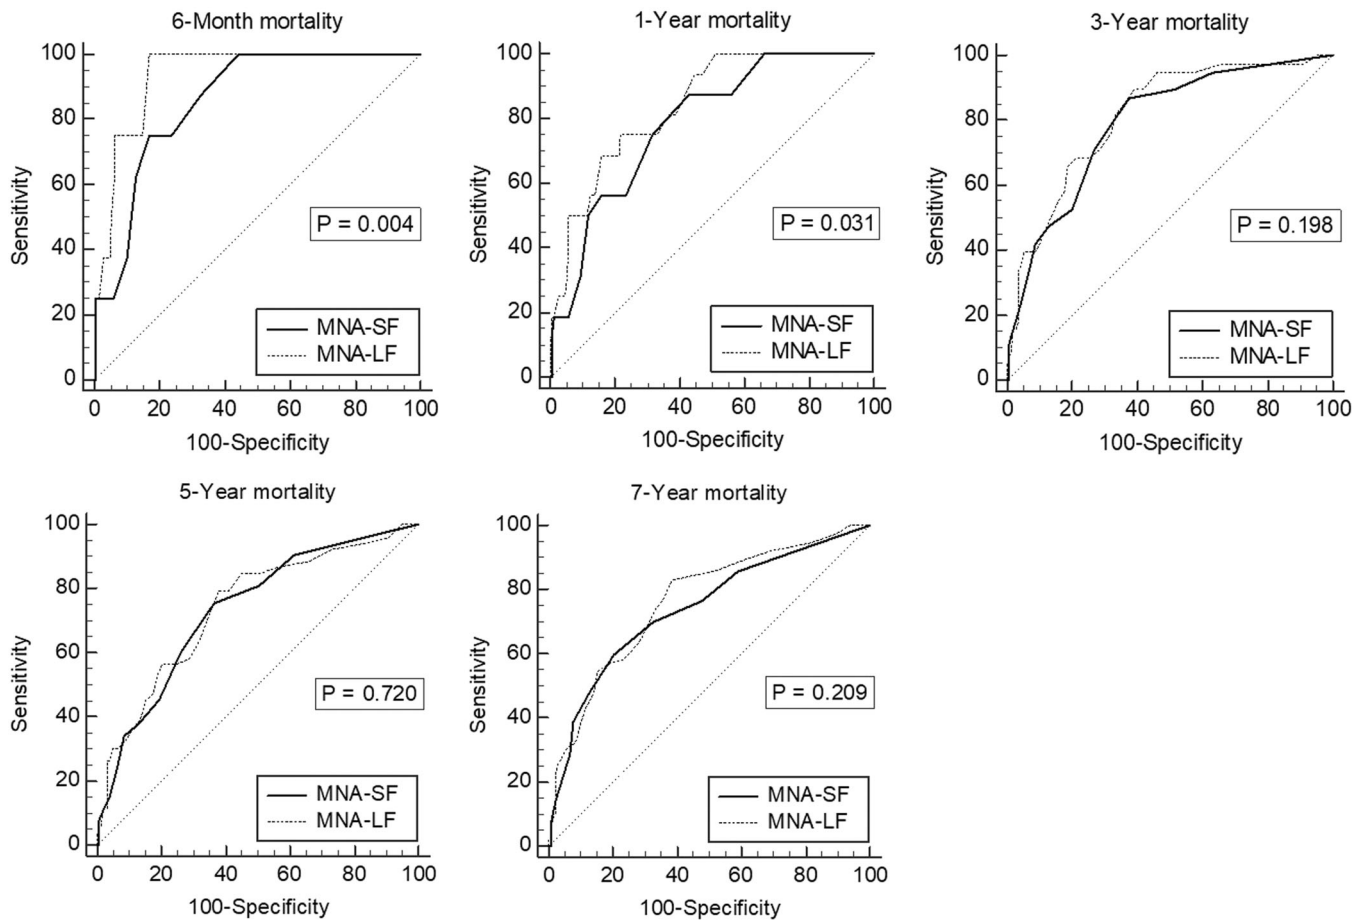 6-Month mortality
100
80
60
40
20
0
Sensitivity
P = 0.004
MNA-SF
MNA-LF
0 20 40 60 80 100
100-Specificity
1-Year mortality
100
80
60
40
20
0
Sensitivity
P = 0.031
MNA-SF
MNA-LF
0 20 40 60 80 100
100-Specificity
3-Year mortality
100
80
60
40
20
0
Sensitivity
P = 0.198
MNA-SF
MNA-LF
0 20 40 60 80 100
100-Specificity
5-Year mortality
100
80
60
40
20
0
Sensitivity
P = 0.720
MNA-SF
MNA-LF
0 20 40 60 80 100
100-Specificity
7-Year mortality
100
80
60
40
20
0
Sensitivity
P = 0.209
MNA-SF
MNA-LF
0 20 40 60 80 100
100-Specificity